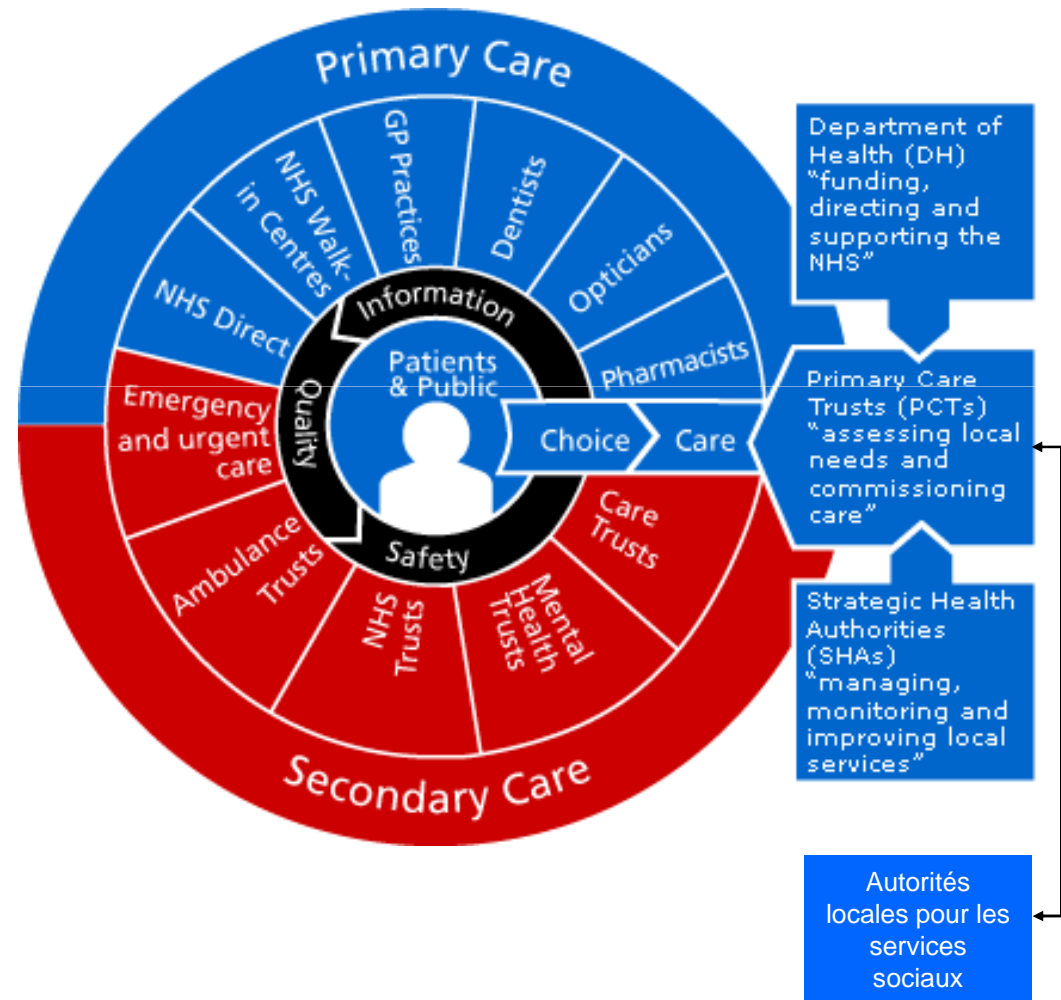 Primary Care
GP Practices
Dentists
Opticians
Pharmacists
NHS Walk-
in Centres
NHS Direct
Emergency
and urgent
care
Ambulance
Trusts
NHS
Trusts
Mental
Health
Trusts
Care
Trusts
Secondary Care
Information
Quality
Safety
Patients
& Public
Choice
Care
Department of
Health (DH)
"funding,
directing and
supporting the
NHS"
Primary Care
Trusts (PCTs)
"assessing local
needs and
commissioning
care"
Strategic Health
Authorities
(SHAs)
"managing,
monitoring and
improving local
services"
Autorités
locales pour les
services
sociaux